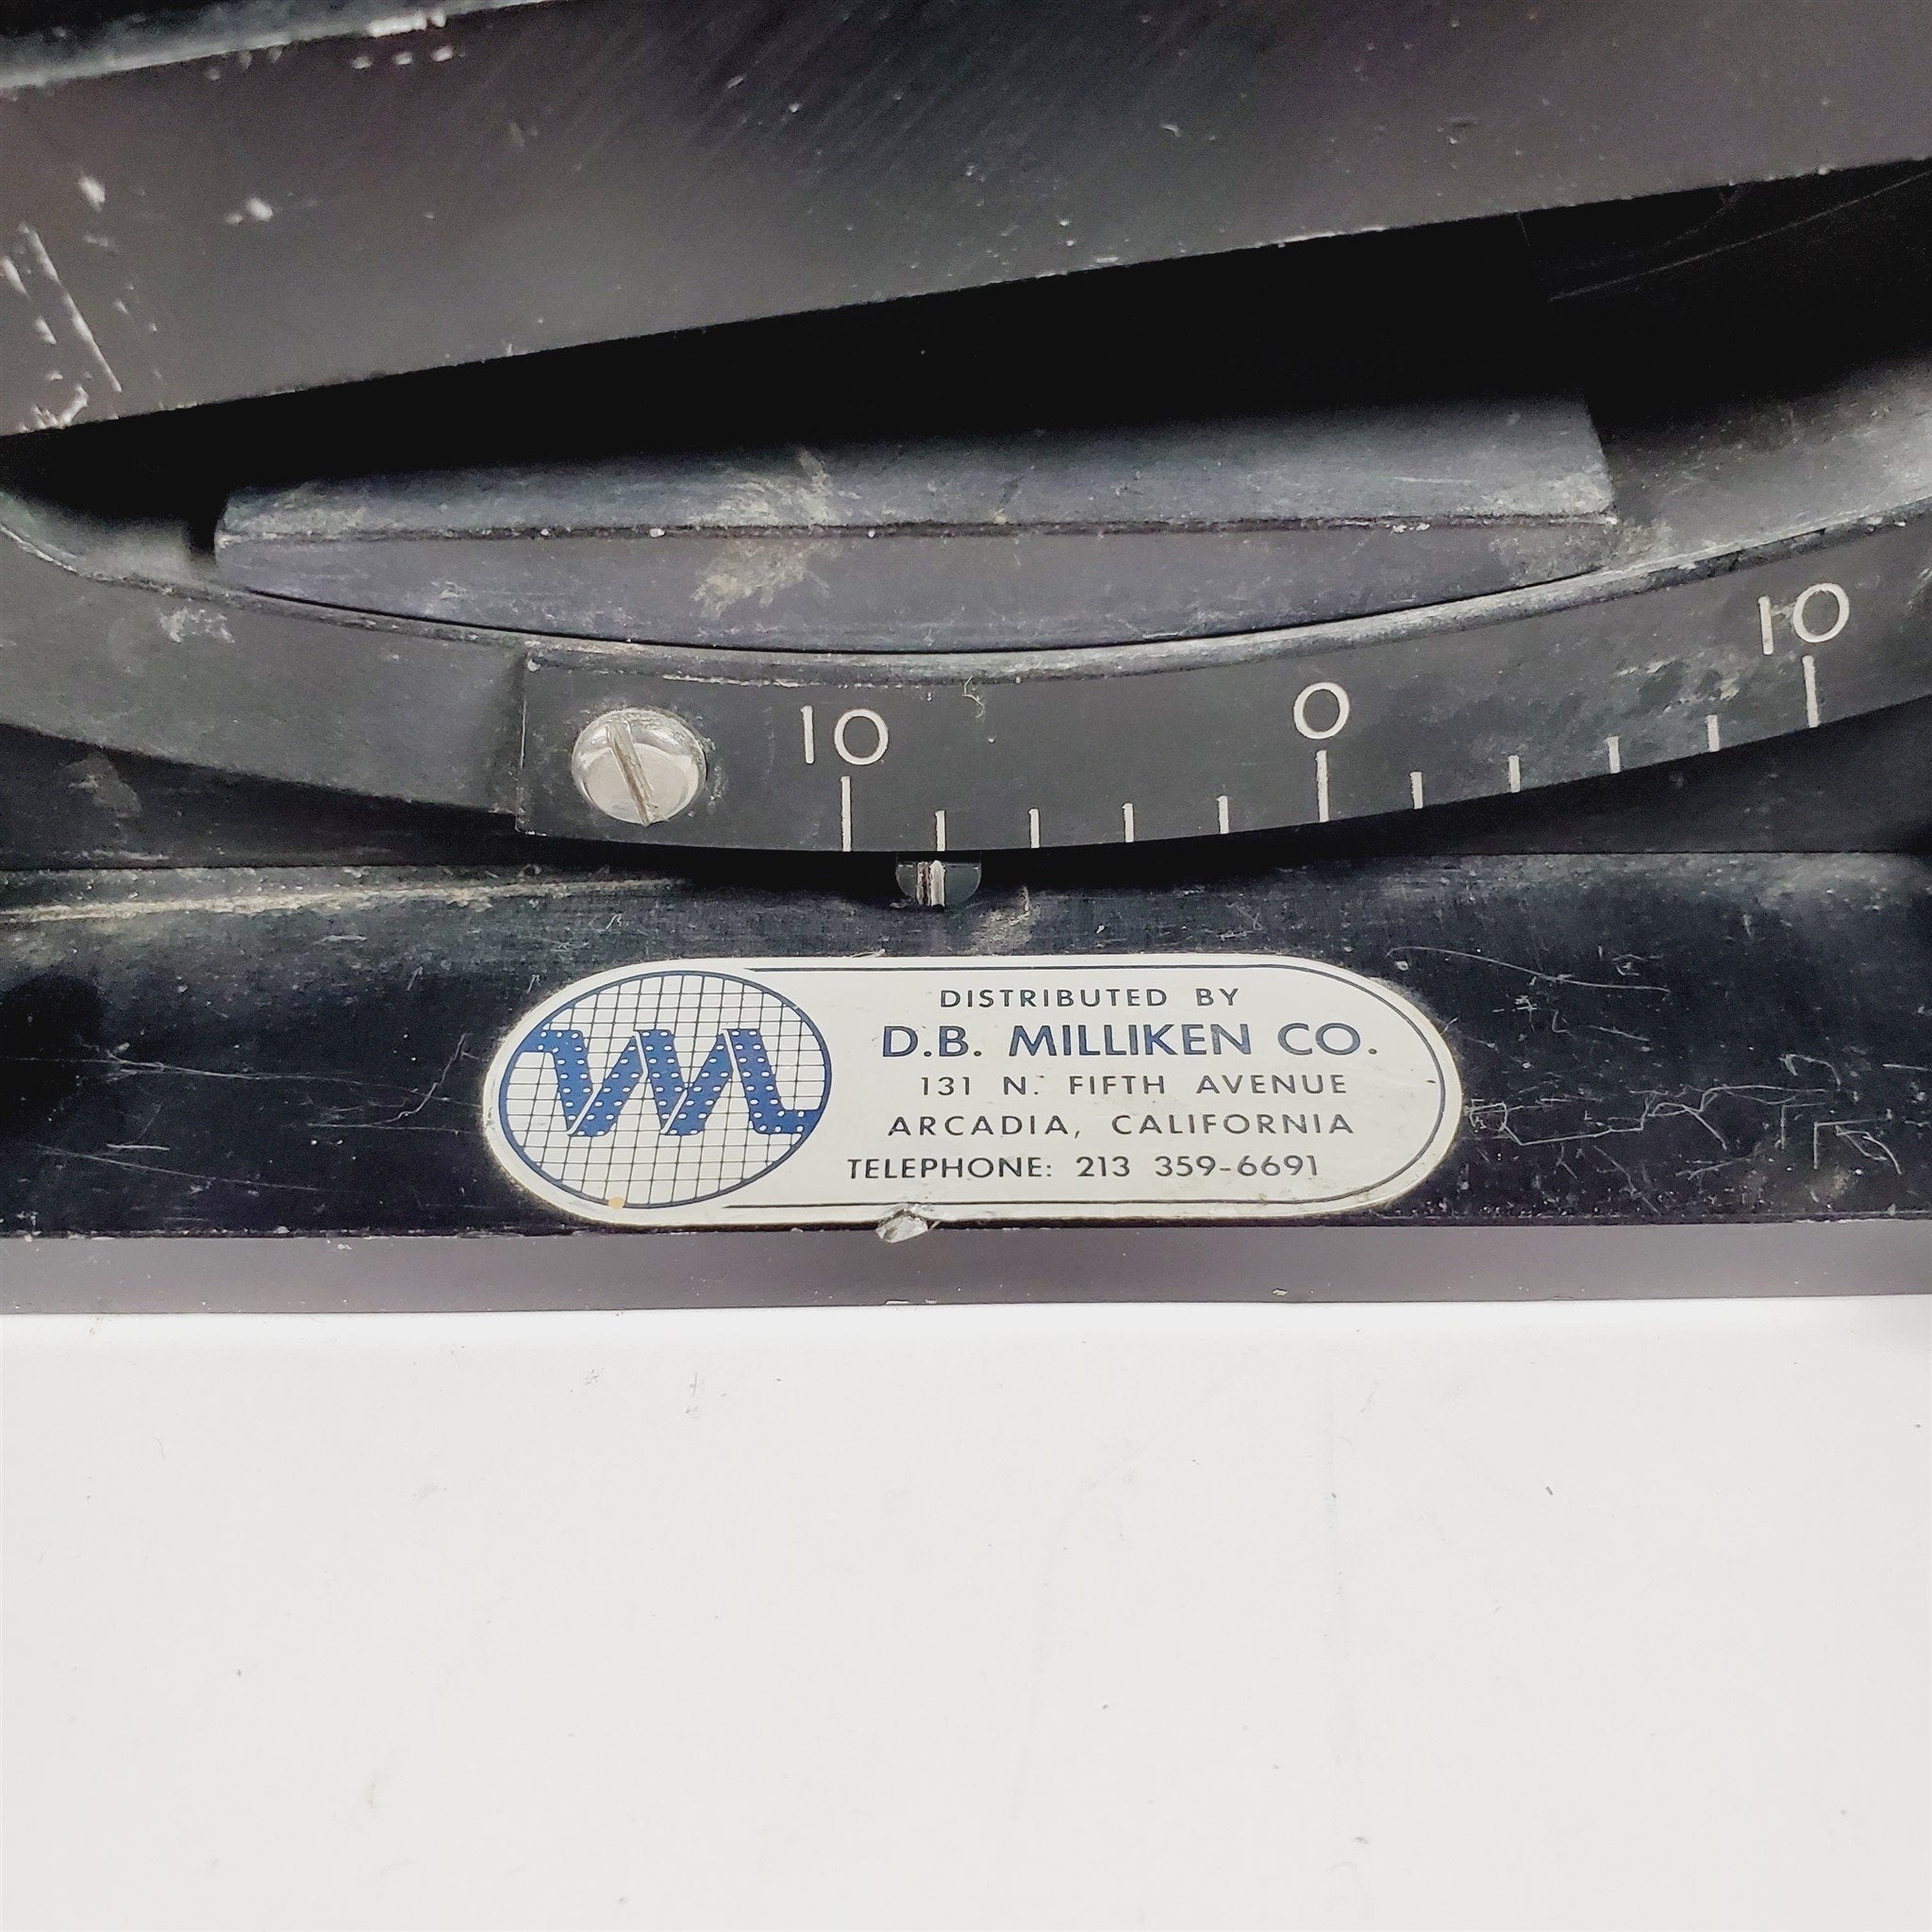 10 0 10
DISTRIBUTED BY
D.B. MILLIKEN CO.
131 N. FIFTH AVENUE
ARCADIA, CALIFORNIA
TELEPHONE: 213 359-6691